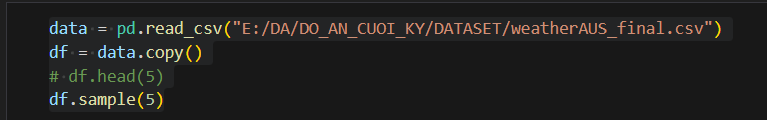 data = pd.read_csv("E:/DA/DO_AN_CUOI_KY/DATASET/weatherAUS_final.csv")
df = data.copy()
# df.head(5)
df.sample(5)